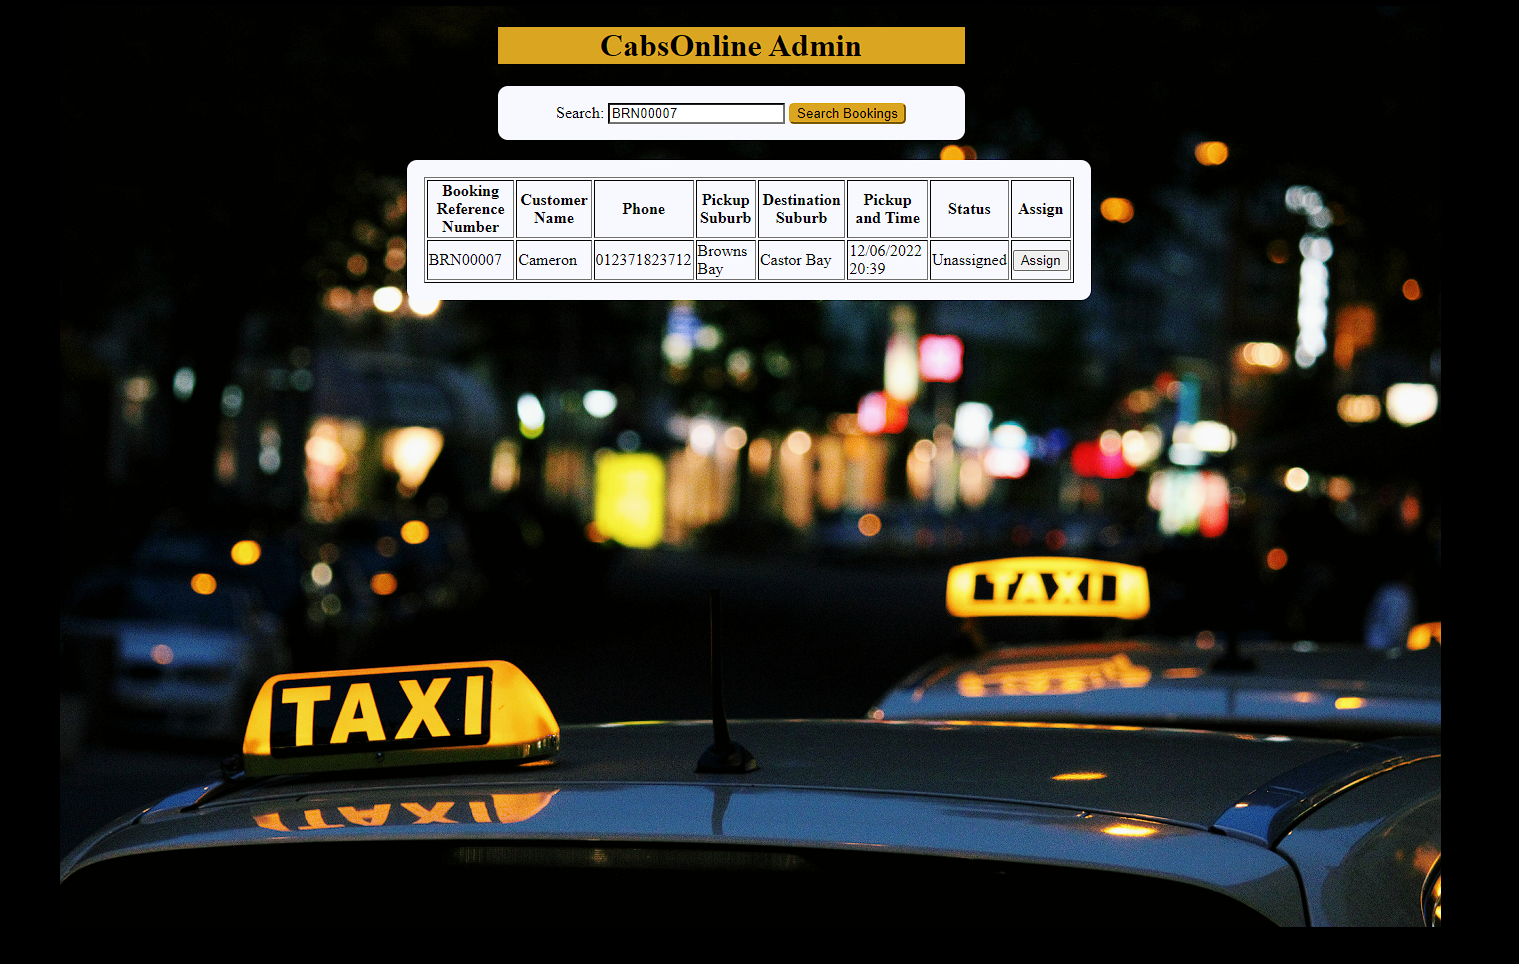 CabsOnline Admin
Search: BRN00007 Search Bookings
Booking Reference Number Customer Name Phone Pickup Suburb Destination Suburb Pickup and Time Status Assign
BRN00007 Cameron 012371823712 Browns Bay Castor Bay 12/06/2022 20:39 Unassigned Assign
TAXI
TAXI